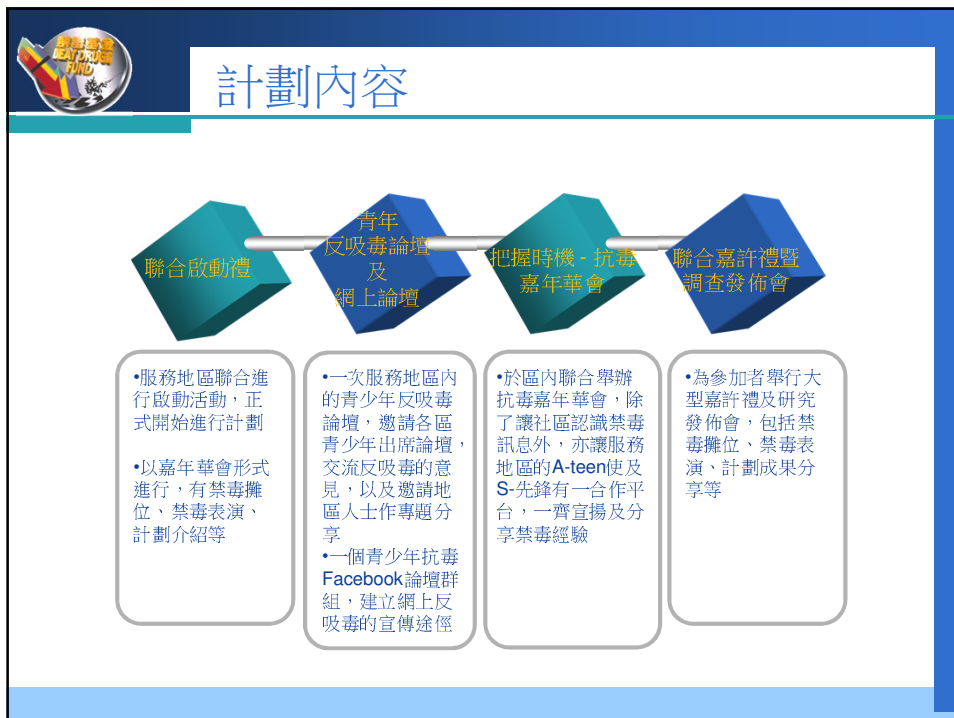 禁毒基金
BEAT DRUGS
FUND
計劃內容
聯合啟動禮
青年
反吸毒論壇
及
網上論壇
把握時機 - 抗毒
嘉年華會
聯合嘉許禮暨
調查發佈會
•服務地區聯合進
行啟動活動，正
式開始進行計劃
•以嘉年華會形式
進行，有禁毒攤
位、禁毒表演、
計劃介紹等
•一次服務地區內
的青少年反吸毒
論壇，邀請各區
青少年出席論壇，
交流反吸毒的意
見，以及邀請地
區人士作專題分
享
•一個青少年抗毒
Facebook論壇群
組，建立網上反
吸毒的宣傳途徑
•於區內聯合舉辦
抗毒嘉年華會，除
了讓社區認識禁毒
訊息外，亦讓服務
地區的A-teen使及
S-先鋒有一合作平
台，一齊宣揚及分
享禁毒經驗
•為參加者舉行大
型嘉許禮及研究
發佈會，包括禁
毒攤位、禁毒表
演、計劃成果分
享等